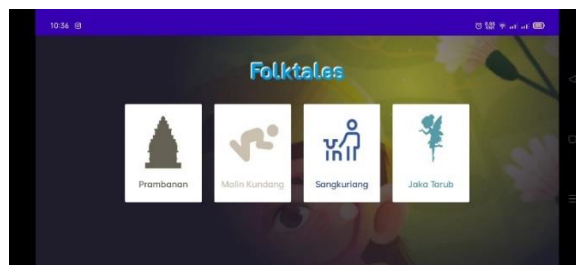 10:36
Folktales
Prambanan
Malin Kundang
Sangkuriang
Jaka Tarub